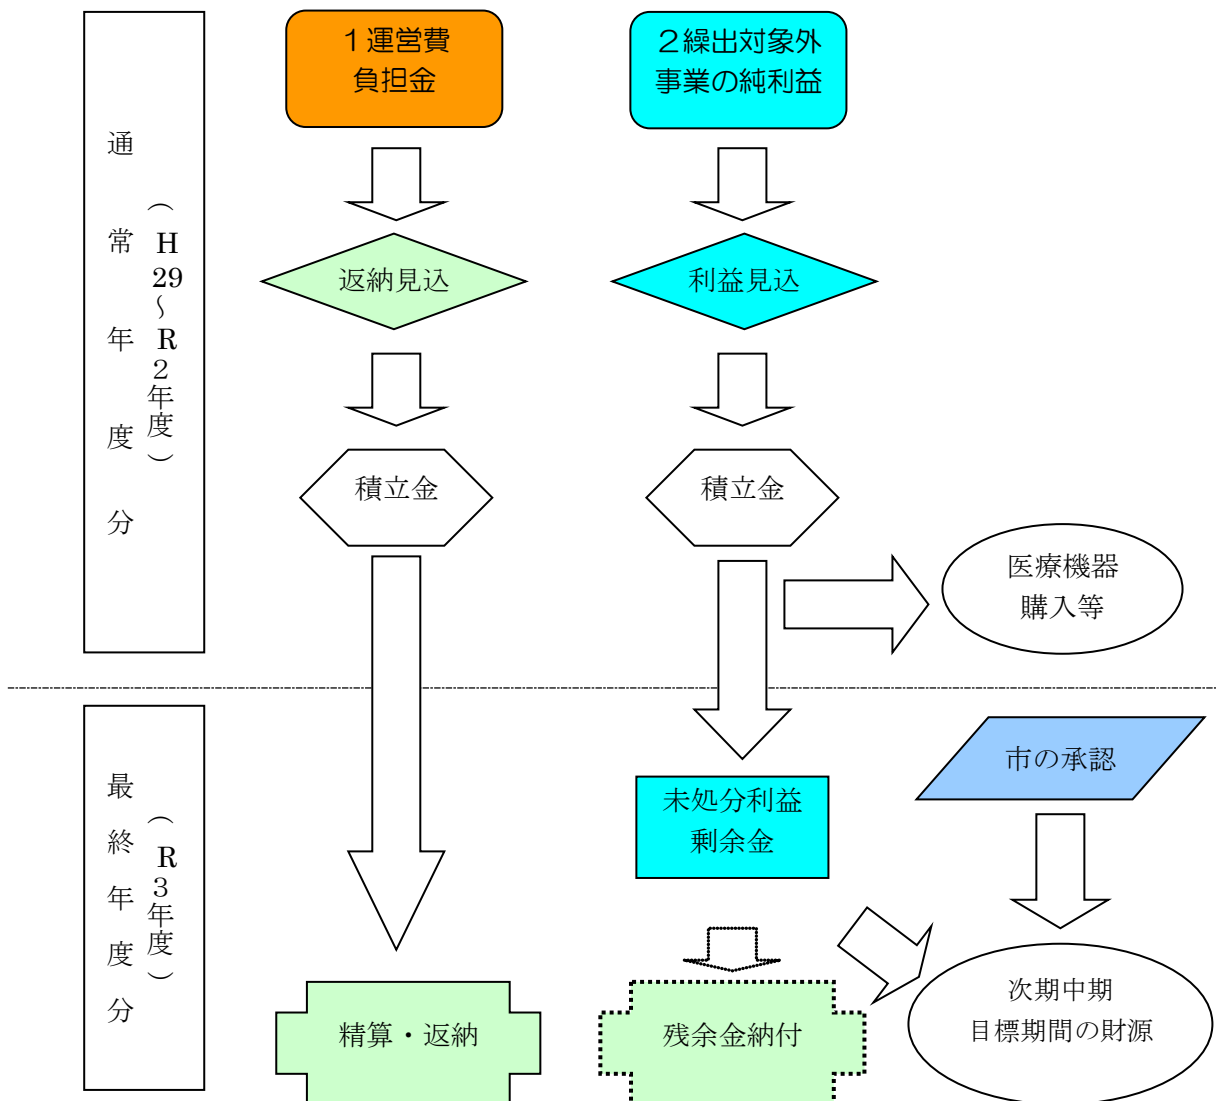 通常年度分
（H29～R２年度）
１運営費
負担金
２繰出対象外
事業の純利益
返納見込
利益見込
積立金
積立金
医療機器
購入等
最終年度分
（R３年度）
未処分利益
剰余金
市の承認
精算・返納
残余金納付
次期中期
目標期間の財源